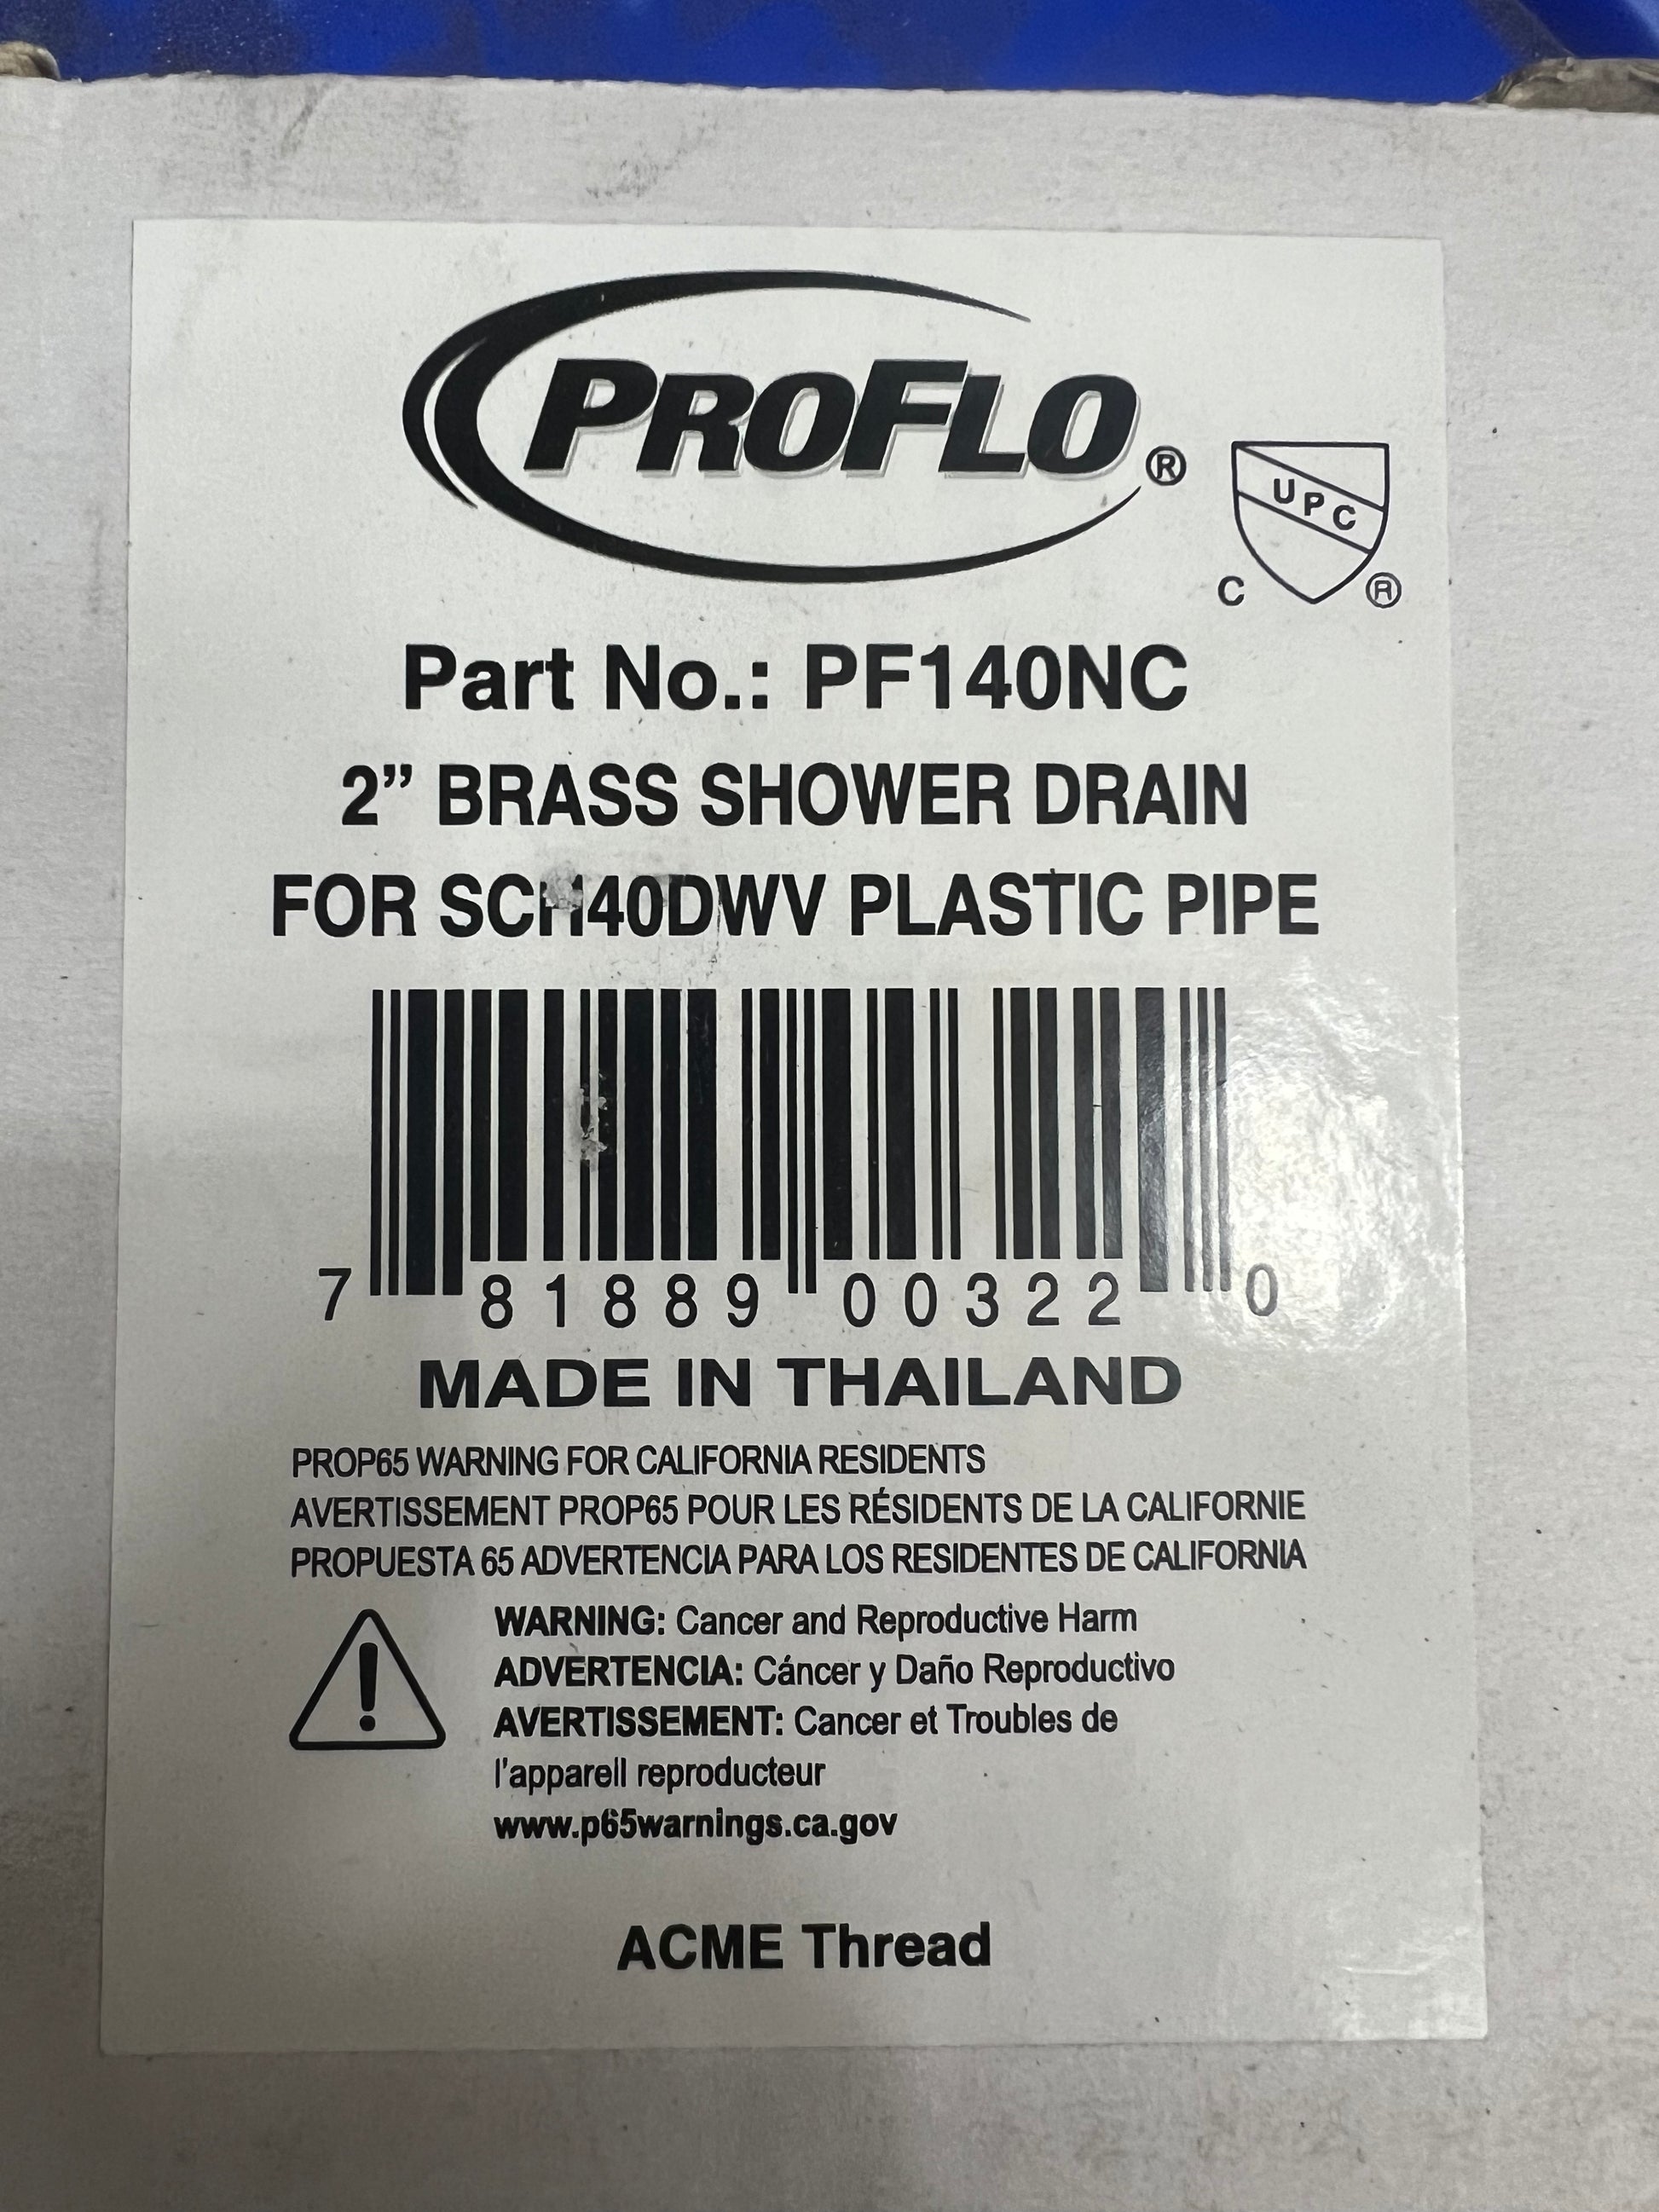 PROFLO®
UPC
C ®
Part No.: PF140NC
2” BRASS SHOWER DRAIN
FOR SCH40DWV PLASTIC PIPE
7 81889 00322 0
MADE IN THAILAND
PROP65 WARNING FOR CALIFORNIA RESIDENTS
AVERTISSEMENT PROP65 POUR LES RÉSIDENTS DE LA CALIFORNIE
PROPUESTA 65 ADVERTENCIA PARA LOS RESIDENTES DE CALIFORNIA
WARNING: Cancer and Reproductive Harm
ADVERTENCIA: Cáncer y Daño Reproductivo
AVERTISSEMENT: Cancer et Troubles de
l'apparell reproducteur
www.p65warnings.ca.gov
ACME Thread